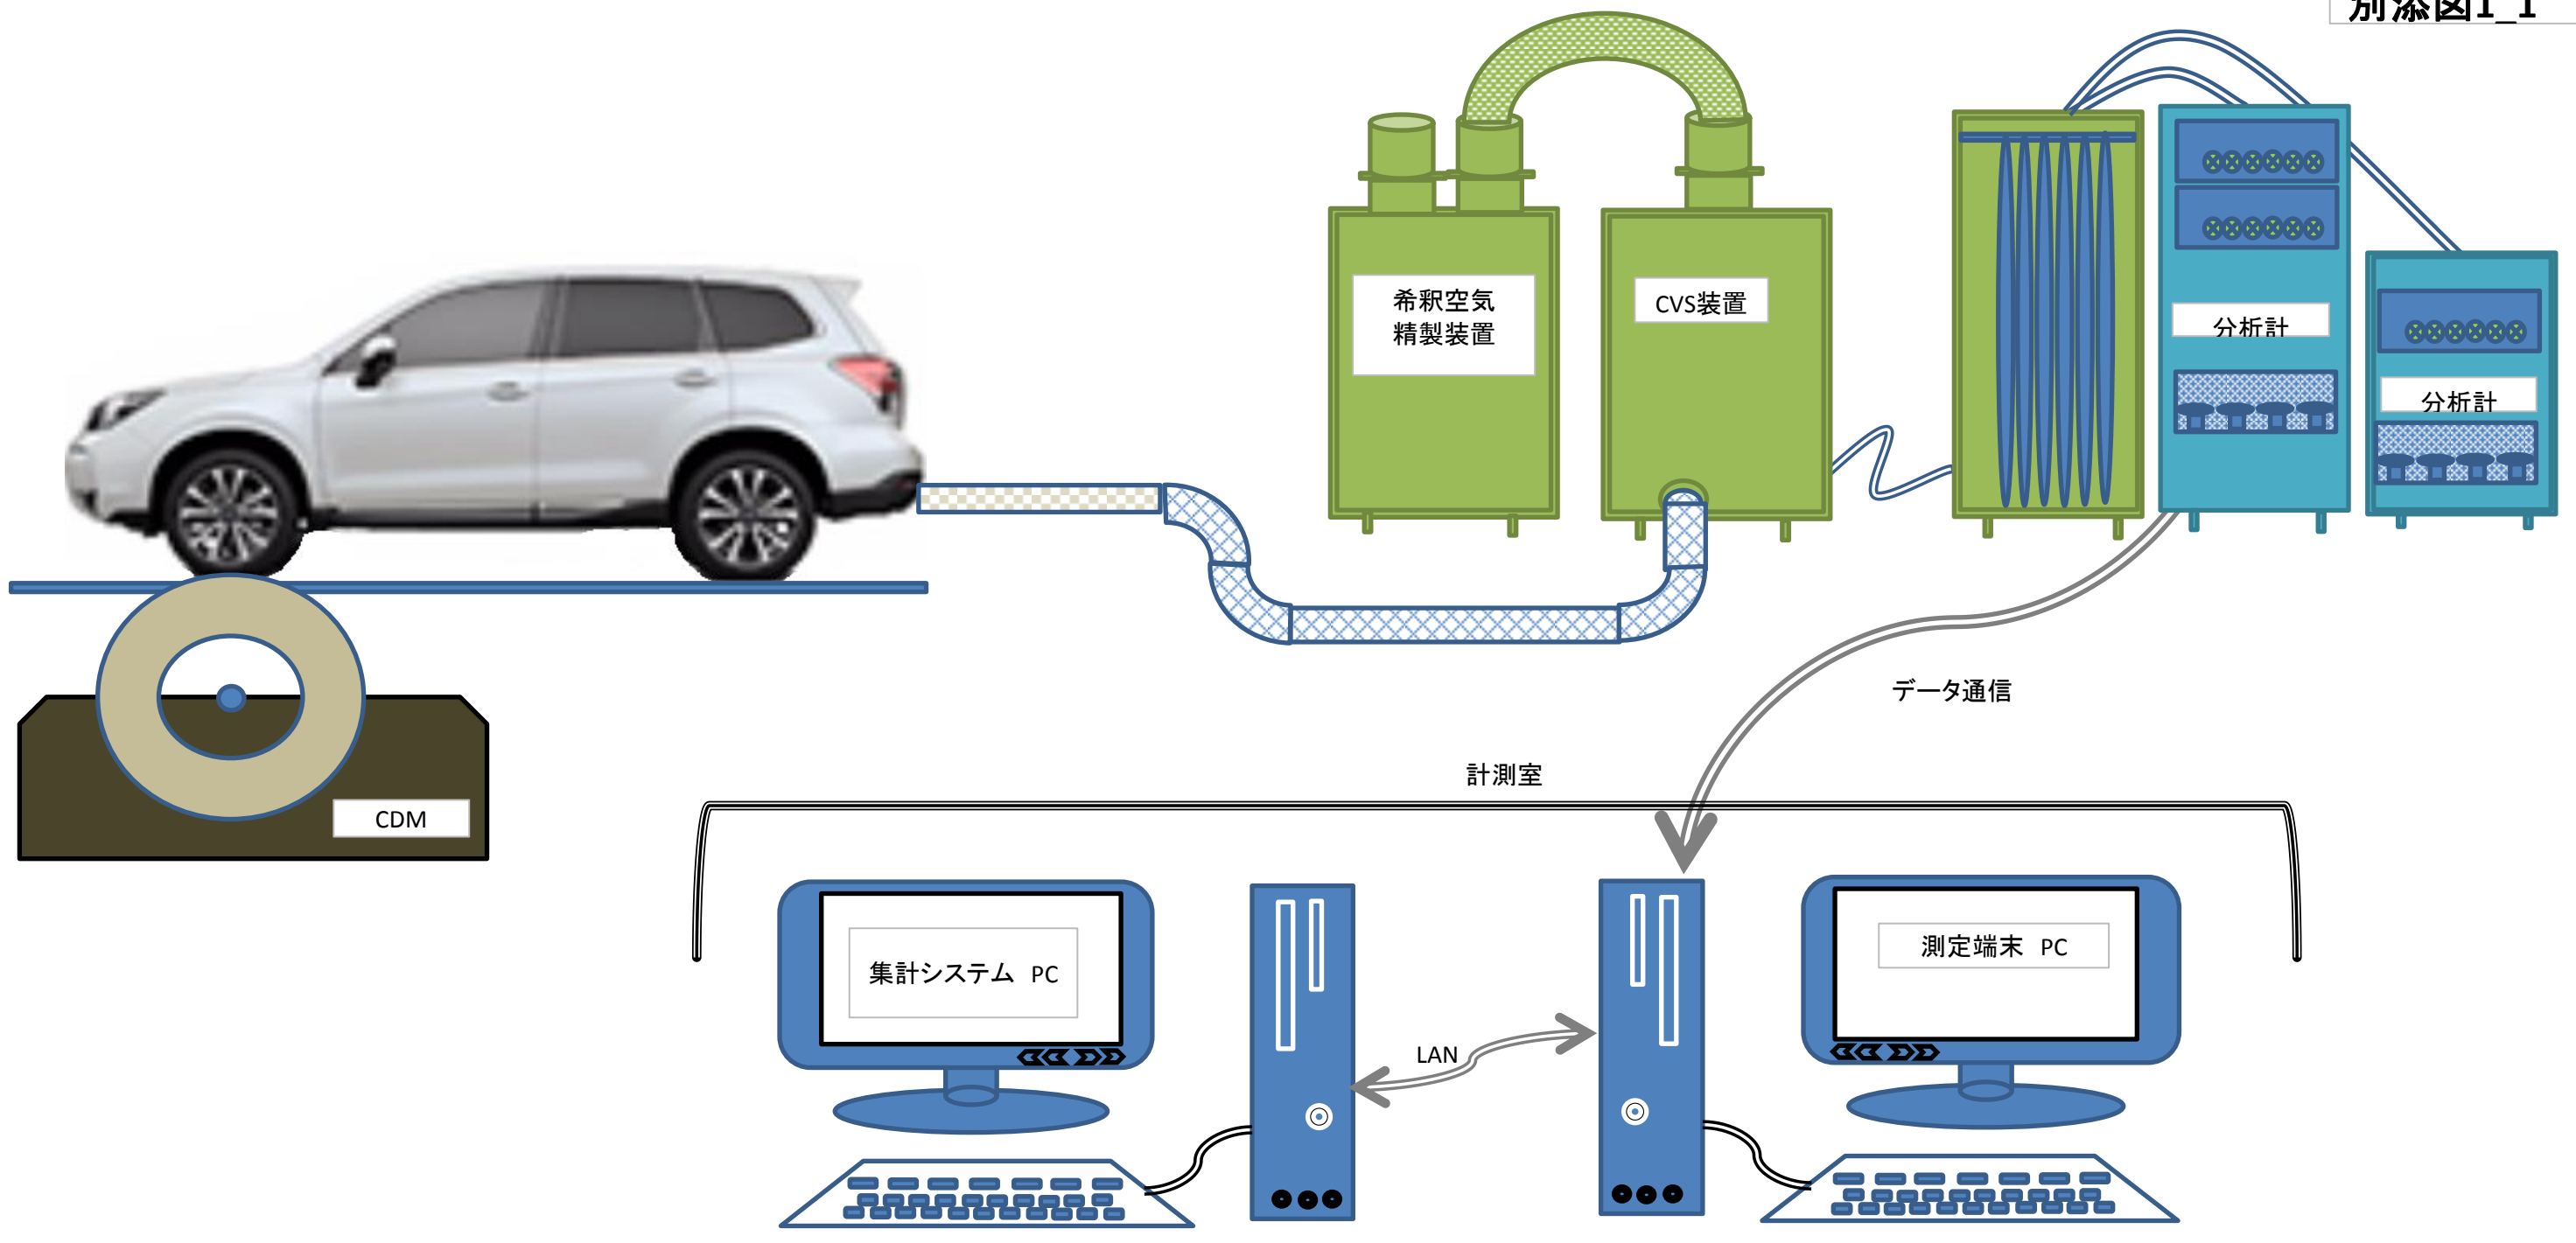 別添図1_1
希釈空気
精製装置
CVS装置
分析計
分析計
データ通信
計測室
CDM
集計システム PC
測定端末 PC
LAN